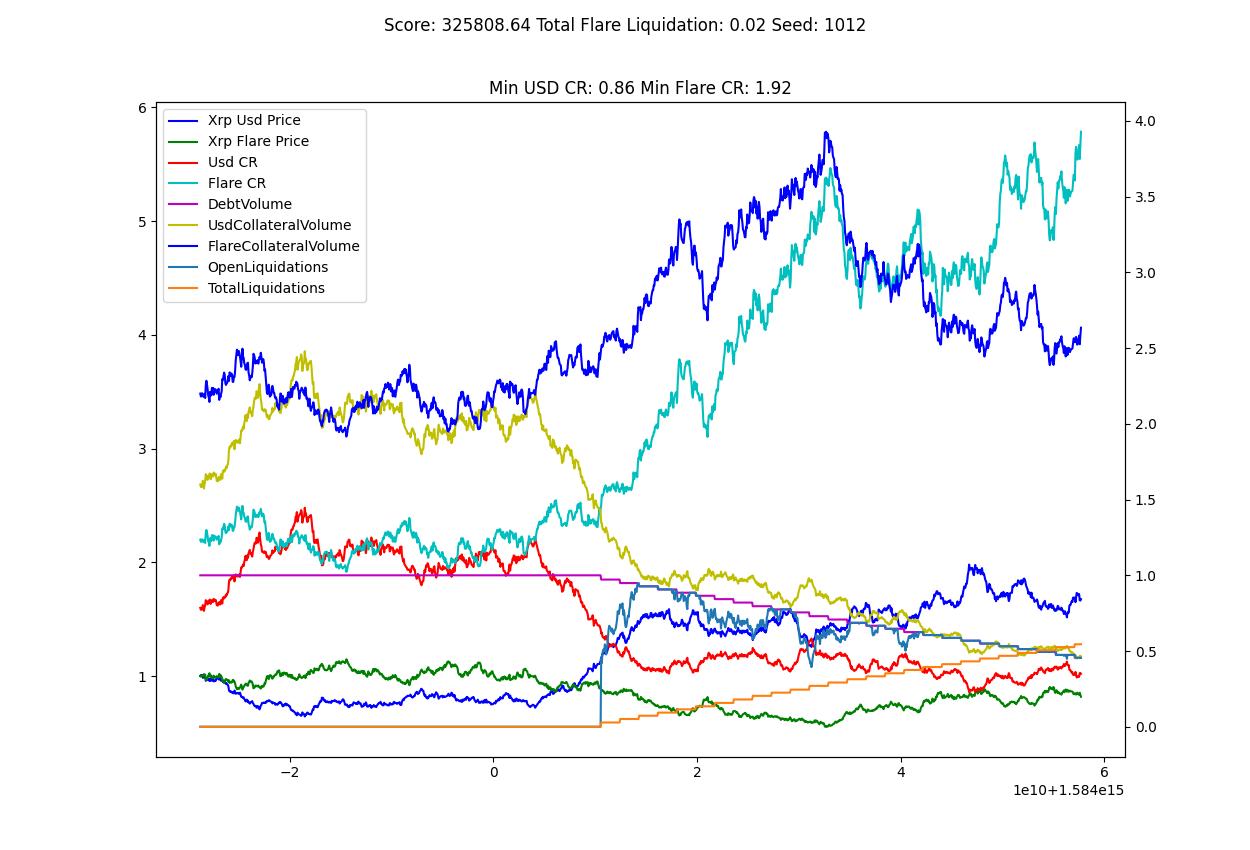 Score: 325808.64 Total Flare Liquidation: 0.02 Seed: 1012
Min USD CR: 0.86 Min Flare CR: 1.92
Xrp Usd Price
Xrp Flare Price
Usd CR
Flare CR
DebtVolume
UsdCollateralVolume
FlareCollateralVolume
OpenLiquidations
TotalLiquidations
6
5
4
3
2
1
4.0
3.5
3.0
2.5
2.0
1.5
1.0
0.5
0.0
−2
0
2
4
6
1e10+1.584e15